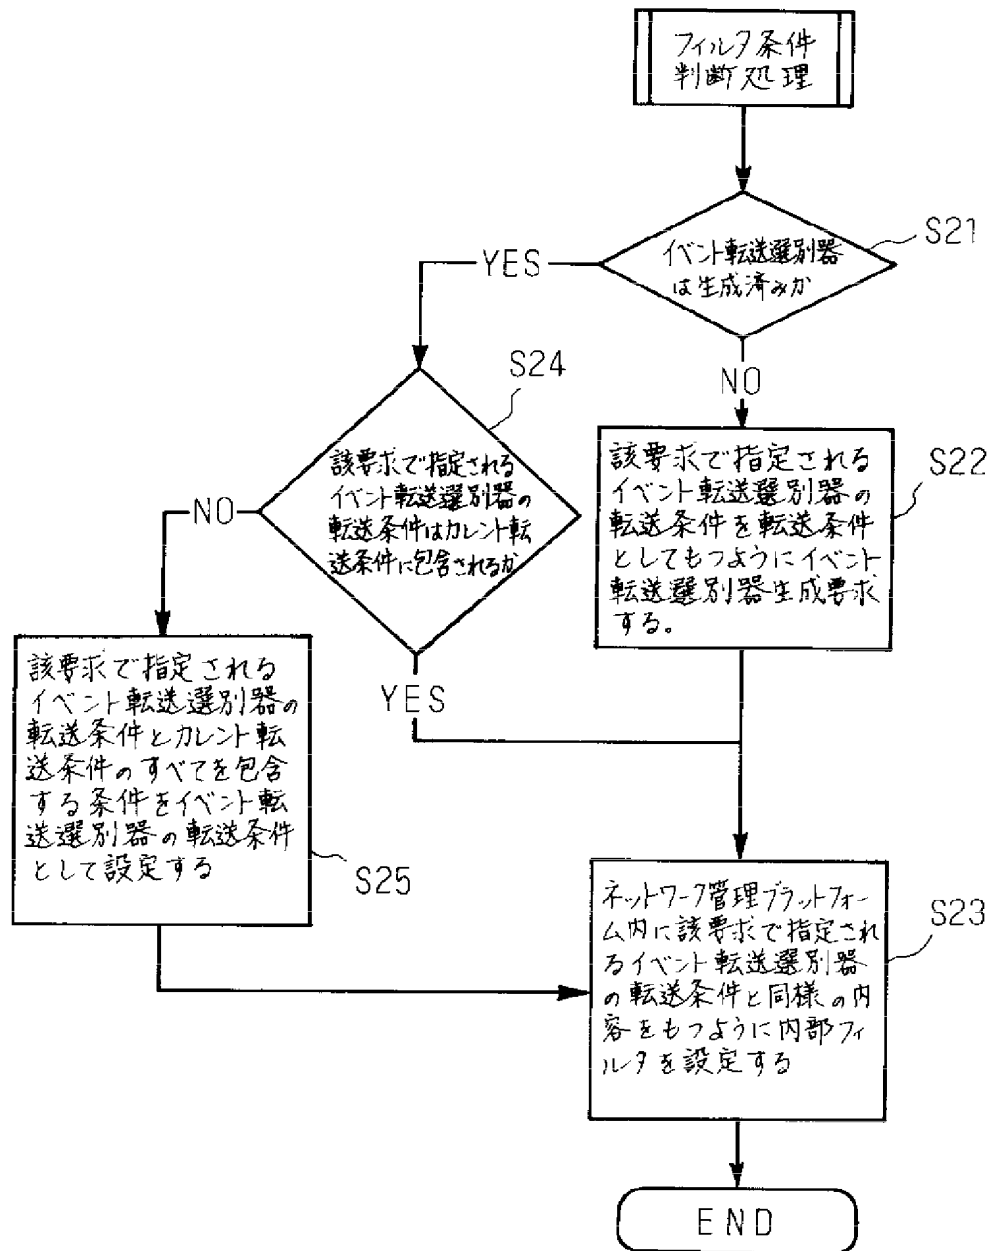 フィルタ条件
判断処理
イベント転送選別器
は生成済みか
S21
YES
NO
S24
該要求で指定される
イベント転送選別器の
転送条件はカレント転
送条件に包含されるか
NO
YES
該要求で指定される
イベント転送選別器の
転送条件を転送条件
としてもつようにイベント
転送選別器生成要求
する。
S22
該要求で指定される
イベント転送選別器の
転送条件とカレント転
送条件のすべてを包含
する条件をイベント転
送選別器の転送条件
として設定する
S25
ネットワーク管理プラットフォー
ム内に該要求で指定され
るイベント転送選別器
の転送条件と同様の内
容をもつように内部フィ
ルタを設定する
S23
END